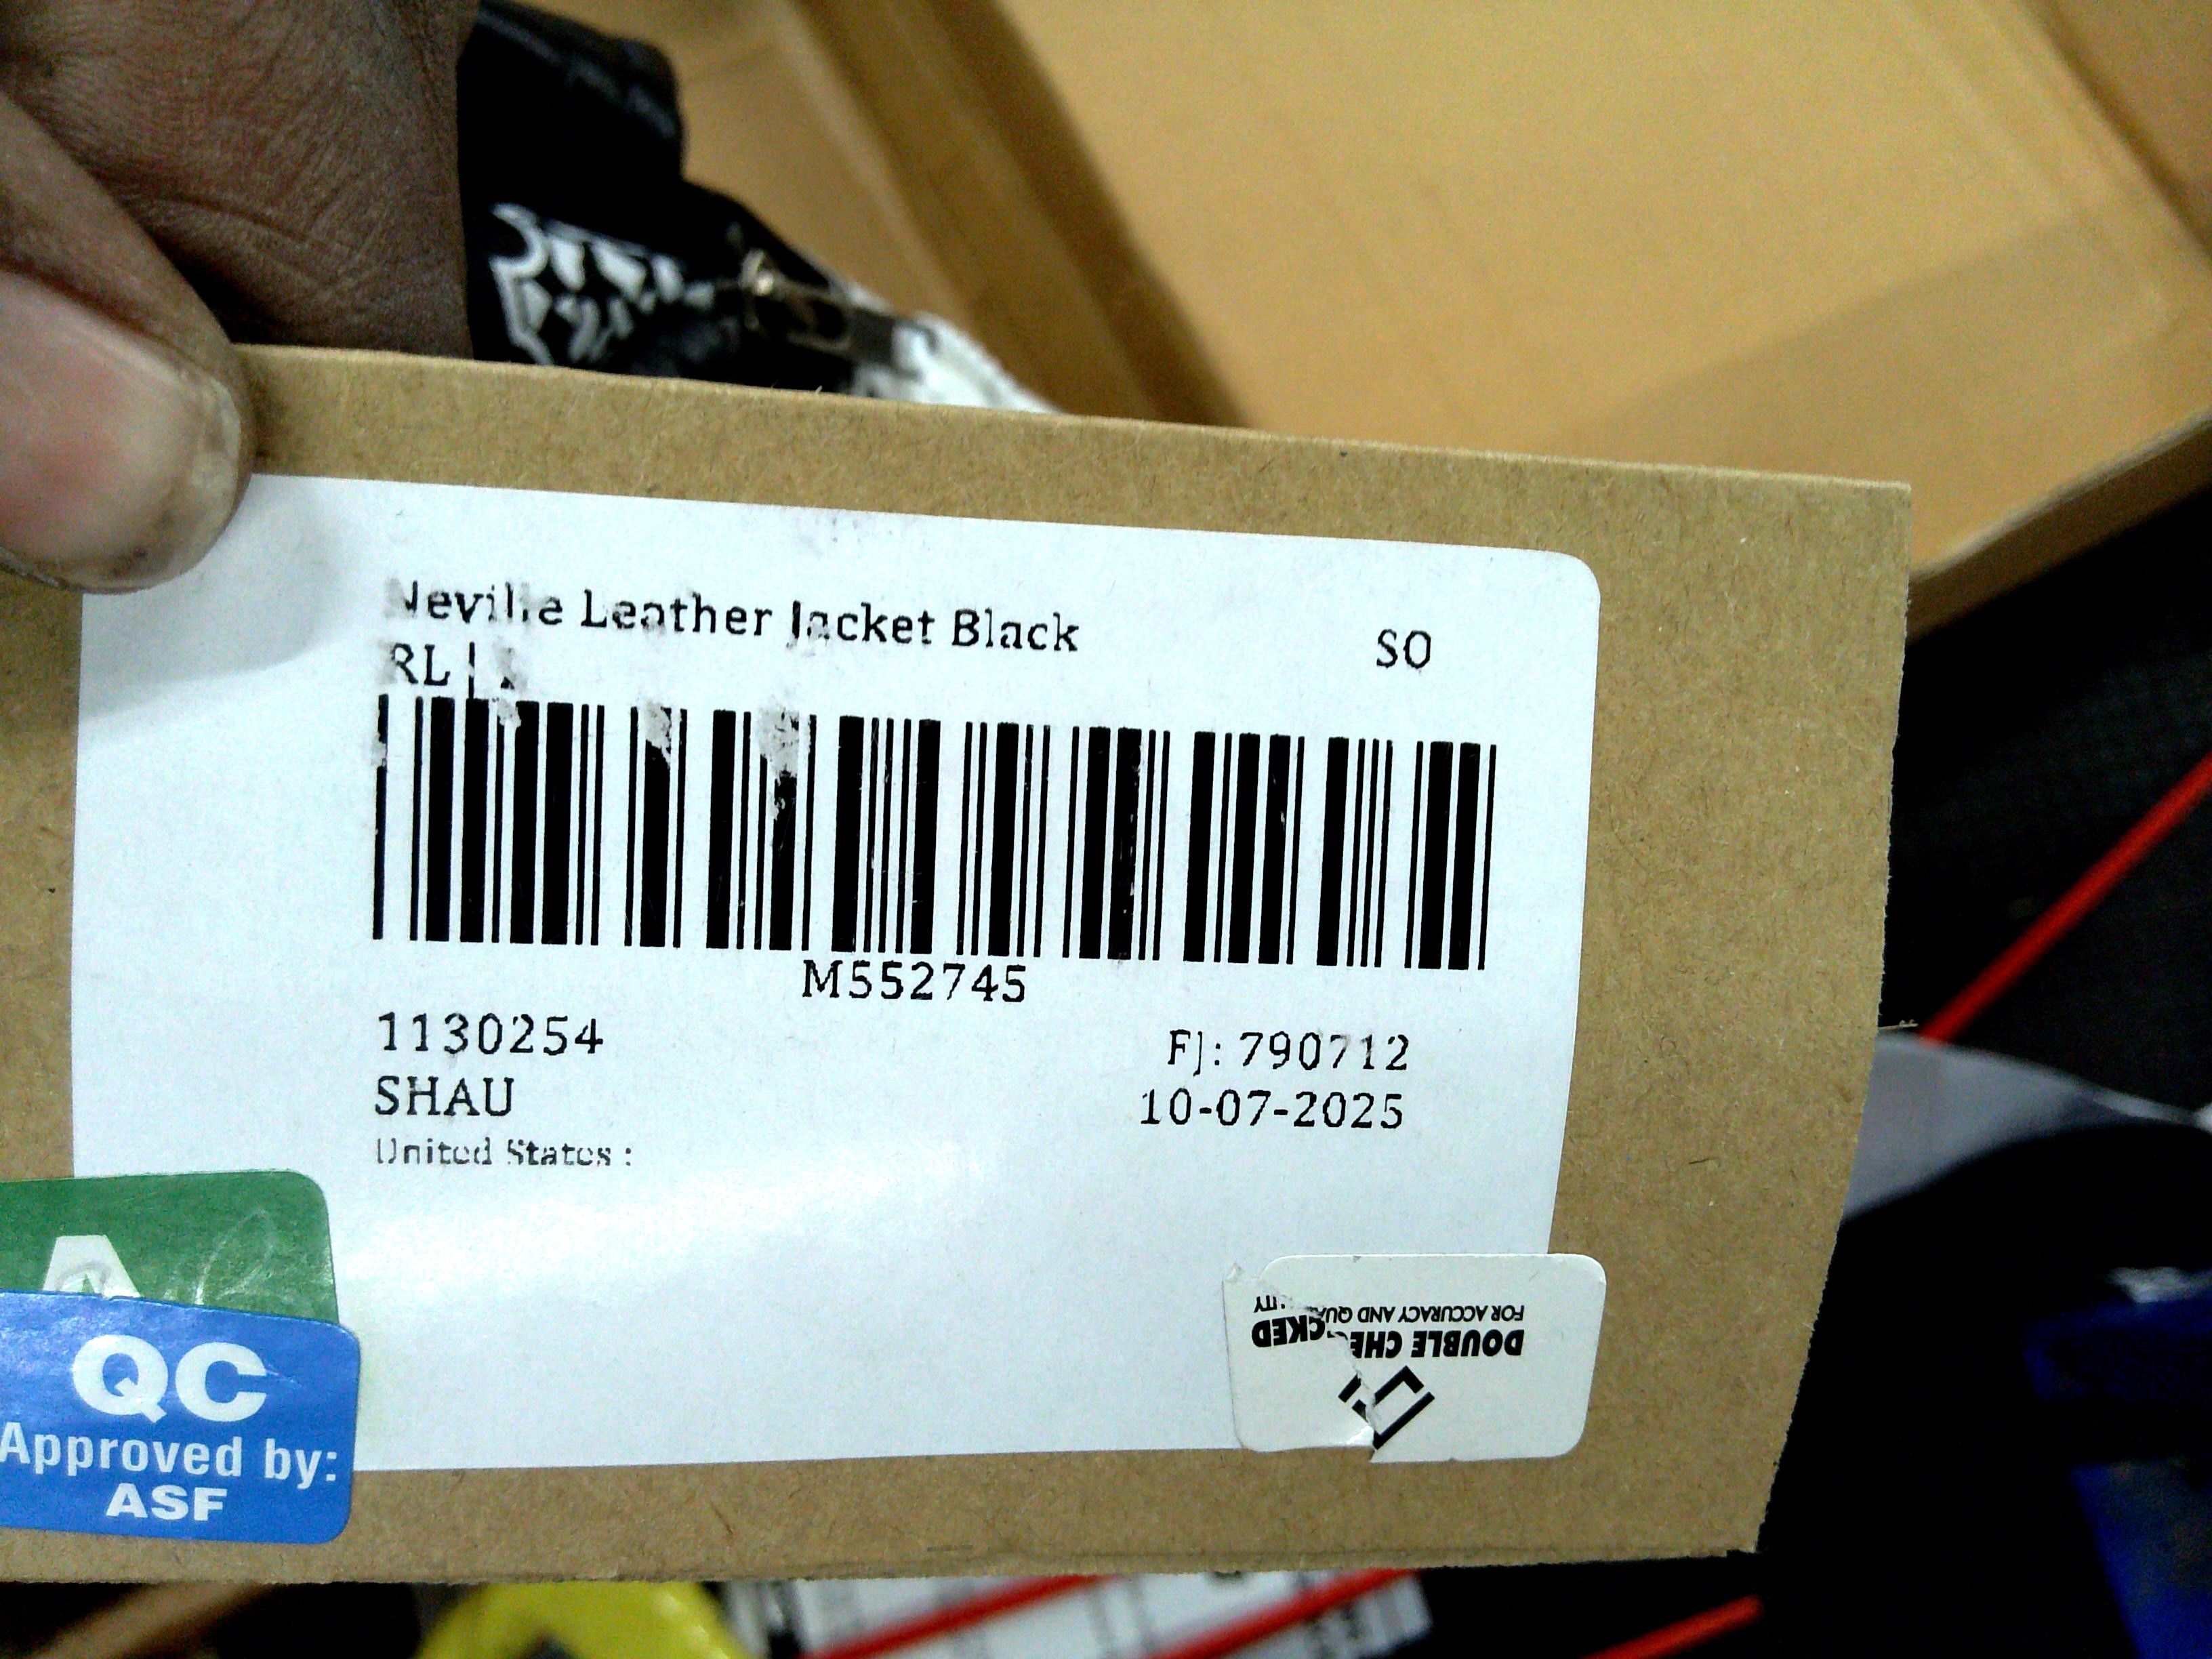 Neville Leather Jacket Black
SO
RL |
M552745
1130254
FJ: 790712
SHAU
10-07-2025
United States :
A
QC
Approved by:
ASF
DOUBLE CHECKED
FOR ACCURACY AND QUALITY